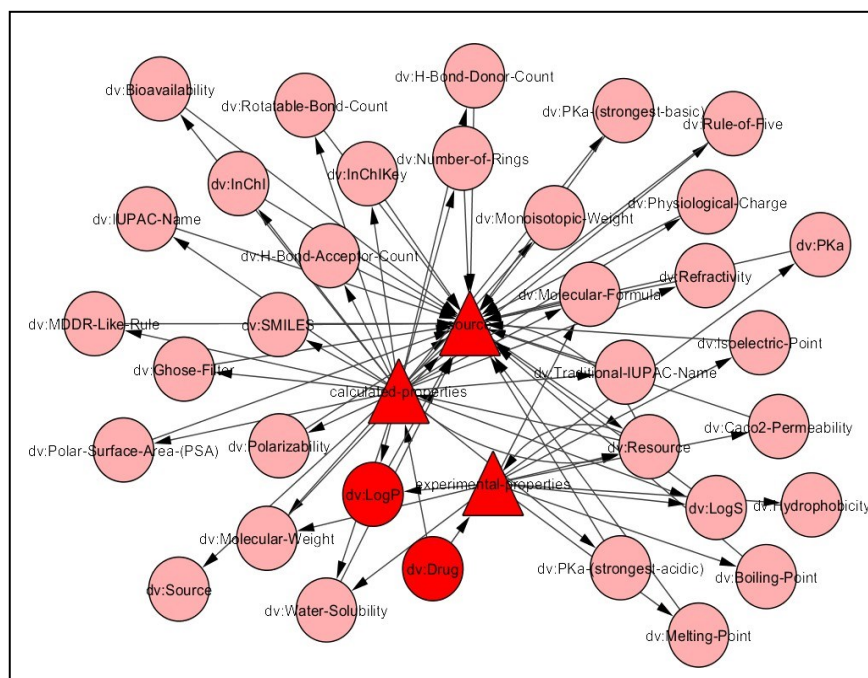 dv:H-Bond-Donor-Count
dv:Bioavailability
dv:Rotatable-Bond-Count
dv:PKa-(strongest-basic)
dv:Rule-of-Five
dv:Number-of-Rings
dv:InChIKey
dv:InChI
dv:Physiological-Charge
dv:IUPAC-Name
dv:Monoisotopic-Weight
dv:PKa
dv:H-Bond-Acceptor-Count
dv:Refractivity
dv:Molecular-Formula
dv:MDDR-Like-Rule
dv:SMILES
source
dv:Isoelectric-Point
dv:Ghose-Filter
dv:Traditional-IUPAC-Name
calculated-properties
dv:Caco2-Permeability
dv:Polar-Surface-Area-(PSA)
dv:Polarizability
dv:Resource
experimental-properties
dv:LogP
dv:LogS
dv:Hydrophobicity
dv:Molecular-Weight
dv:Drug
dv:PKa-(strongest-acidic)
dv:Boiling-Point
dv:Source
dv:Water-Solubility
dv:Melting-Point